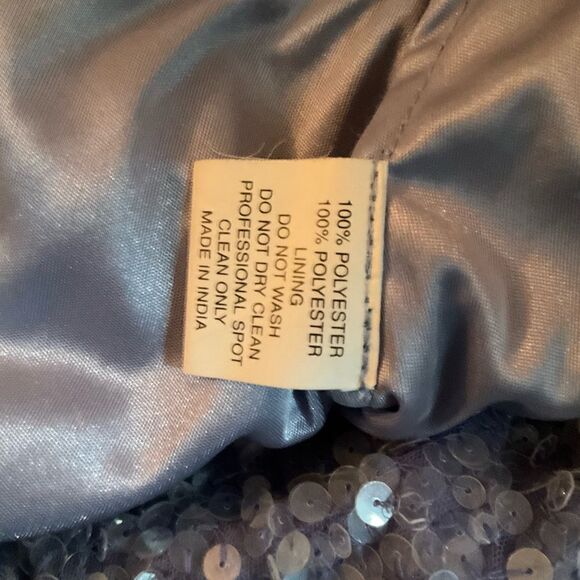 100% POLYESTER
100% POLYESTER
LINING
DO NOT WASH
DO NOT DRY CLEAN
PROFESSIONAL SPOT
CLEAN ONLY
MADE IN INDIA